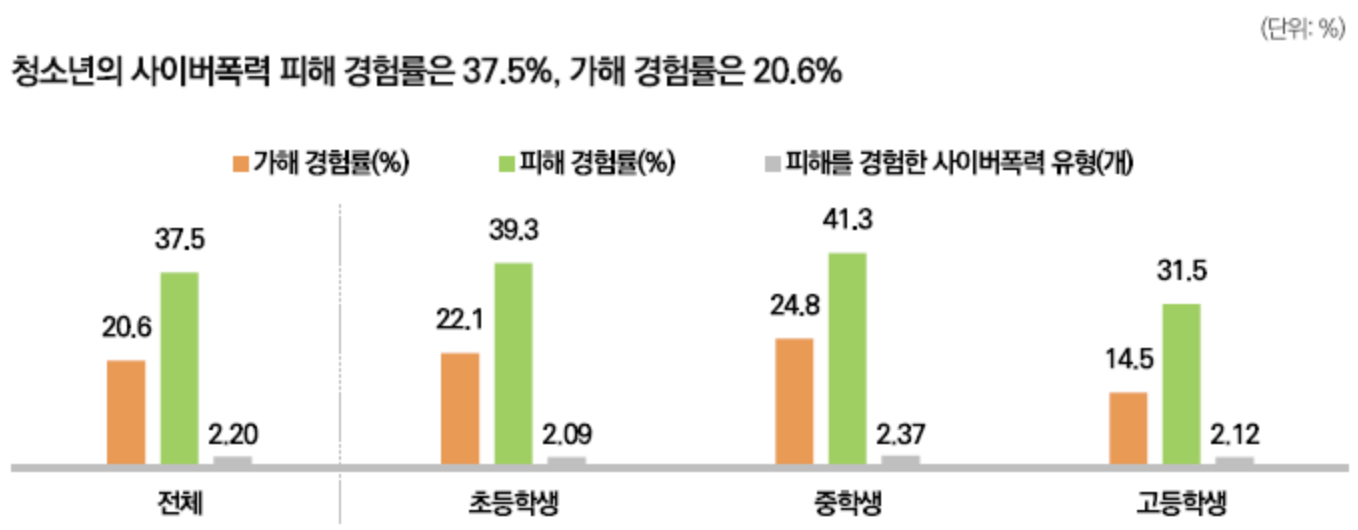 (단위: %)
청소년의 사이버폭력 피해 경험률은 37.5%, 가해 경험률은 20.6%
가해 경험률(%) 피해 경험률(%) 피해를 경험한 사이버폭력 유형(개)
20.6 37.5 2.20
22.1 39.3 2.09
24.8 41.3 2.37
14.5 31.5 2.12
전체 초등학생 중학생 고등학생